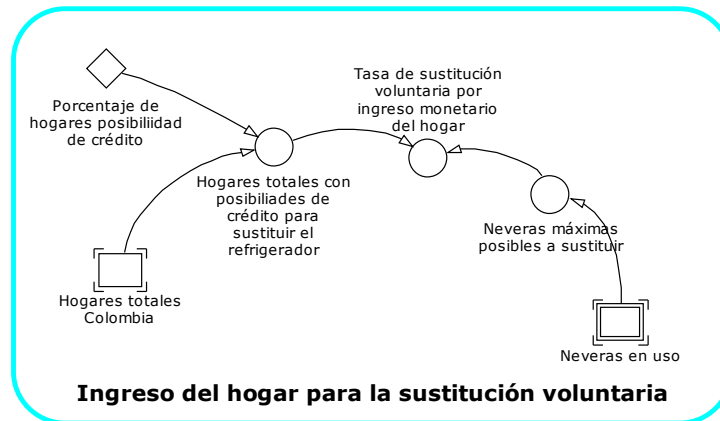 Porcentaje de
hogares posibiliidad
de crédito
Tasa de sustitución
voluntaria por
ingreso monetario
del hogar
Hogares totales con
posibiliades de
crédito para
sustituir el
refrigerador
Neveras máximas
posibles a sustituir
Hogares totales
Colombia
Neveras en uso
Ingreso del hogar para la sustitución voluntaria